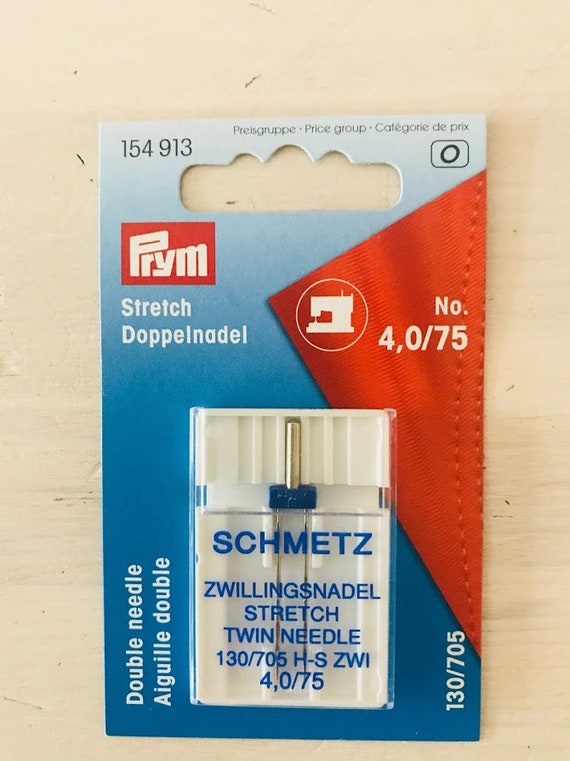 Preisgruppe · Price group · Catégorie de prix
154 913
O
Prym
Stretch
Doppelnadel
No.
4,0/75
SCHMETZ
ZWILLINGSNADEL
STRETCH
TWIN NEEDLE
130/705 H-S ZWI
4,0/75
Double needle
Aiguille double
130/705